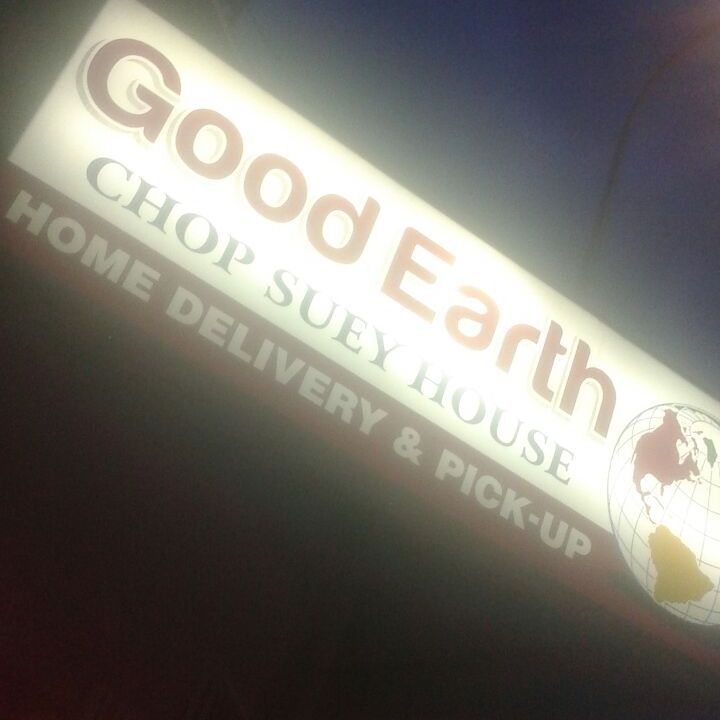 Good Earth
CHOP SUEY HOUSE
HOME DELIVERY & PICK-UP